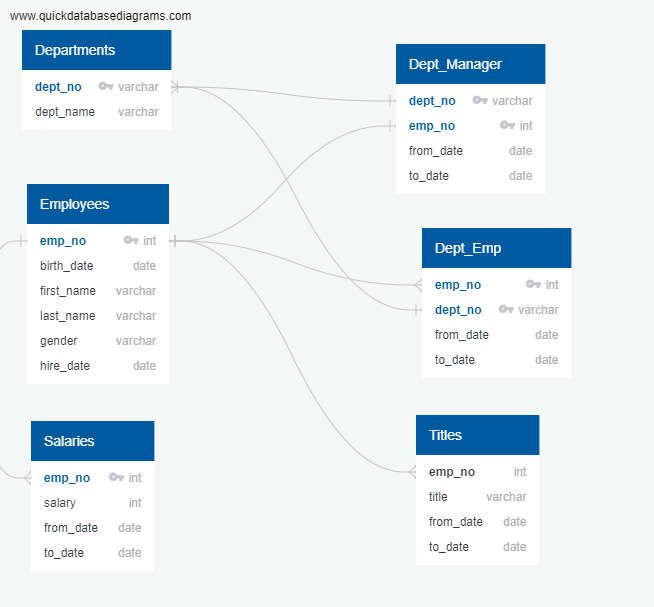 www.quickdatabasediagrams.com
Departments
dept_no varchar
dept_name varchar
Dept_Manager
dept_no varchar
emp_no int
from_date date
to_date date
Employees
emp_no int
birth_date date
first_name varchar
last_name varchar
gender varchar
hire_date date
Dept_Emp
emp_no int
dept_no varchar
from_date date
to_date date
Salaries
emp_no int
salary int
from_date date
to_date date
Titles
emp_no int
title varchar
from_date date
to_date date